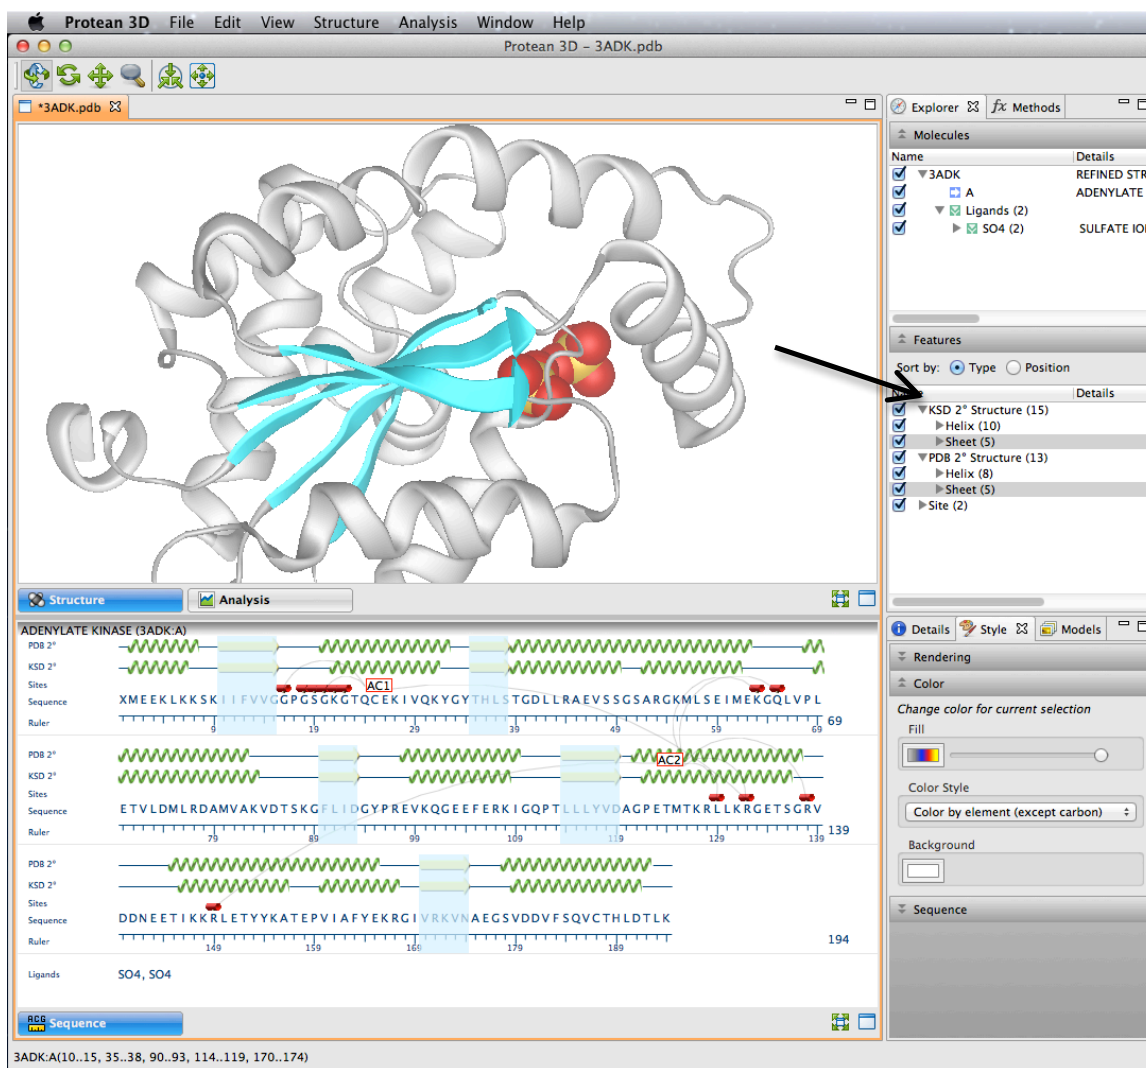 Protean 3D File Edit View Structure Analysis Window Help
Protean 3D - 3ADK.pdb
*3ADK.pdb
Structure
Analysis
ADENYLATE KINASE (3ADK:A)
PDB 2°
KSD 2°
Sites
AC1
Sequence XMEEKLKKSKIIFVVGGPGSGKGTQCEKIVQKYGYTHLSTGDLLRAEVSSGSARGKMLSEIMEKGQLVPL
Ruler 9 19 29 39 49 59 69 69
PDB 2°
AC2
KSD 2°
Sites
Sequence ETVLDMLRDAMVAKVDTSKGFLIDGYPREVKQGEEFERKIGQPTLLLYVDAGPETMTKRLLKRGETSGRV
Ruler 79 89 99 109 119 129 139 139
PDB 2°
KSD 2°
Sites
Sequence DDNEETIKKRLETYYKATEPVIAFYEKRGIVRKVNAEGSVDDVFSQVCTHLDTLK
Ruler 149 159 169 179 189 194
Ligands SO4, SO4
ACG
Sequence
3ADK:A(10..15, 35..38, 90..93, 114..119, 170..174)
Explorer fx Methods
Molecules
Name Details
3ADK REFINED STR
A ADENYLATE
Ligands (2)
SO4 (2) SULFATE IO
Features
Sort by: Type Position
Details
KSD 2° Structure (15)
Helix (10)
Sheet (5)
PDB 2° Structure (13)
Helix (8)
Sheet (5)
Site (2)
Details Style Models
Rendering
Color
Change color for current selection
Fill
Color Style
Color by element (except carbon)
Background
Sequence